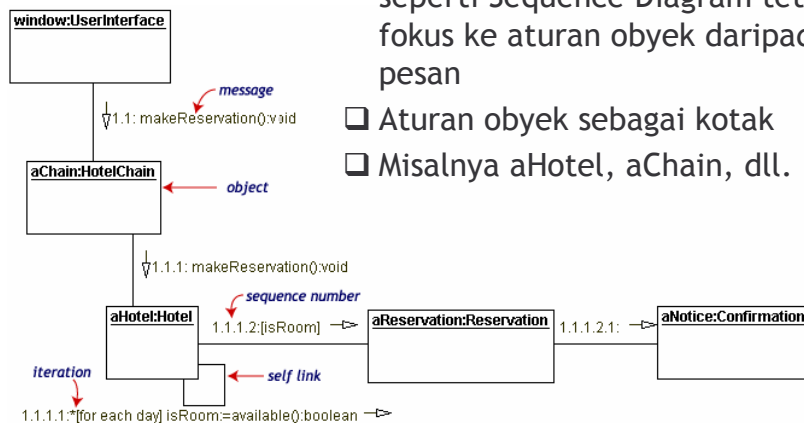 seperti Sequence Diagram
fokus ke aturan obyek
pesan
❑ Aturan obyek sebagai kotak
❑ Misalnya aHotel, aChain, dll.
window:UserInterface
message
1.1: makeReservation():void
aChain:HotelChain
object
1.1.1: makeReservation():void
sequence number
aHotel:Hotel
1.1.1.2:[isRoom]
aReservation:Reservation
1.1.1.2.1:
aNotice:Confirmation
iteration
self link
1.1.1.1:*[for each day] isRoom:=available():boolean